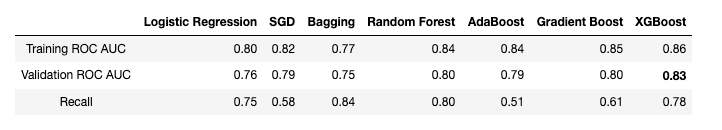 Logistic Regression SGD Bagging Random Forest AdaBoost Gradient Boost XGBoost
Training ROC AUC 0.80 0.82 0.77 0.84 0.84 0.85 0.86
Validation ROC AUC 0.76 0.79 0.75 0.80 0.79 0.80 0.83
Recall 0.75 0.58 0.84 0.80 0.51 0.61 0.78